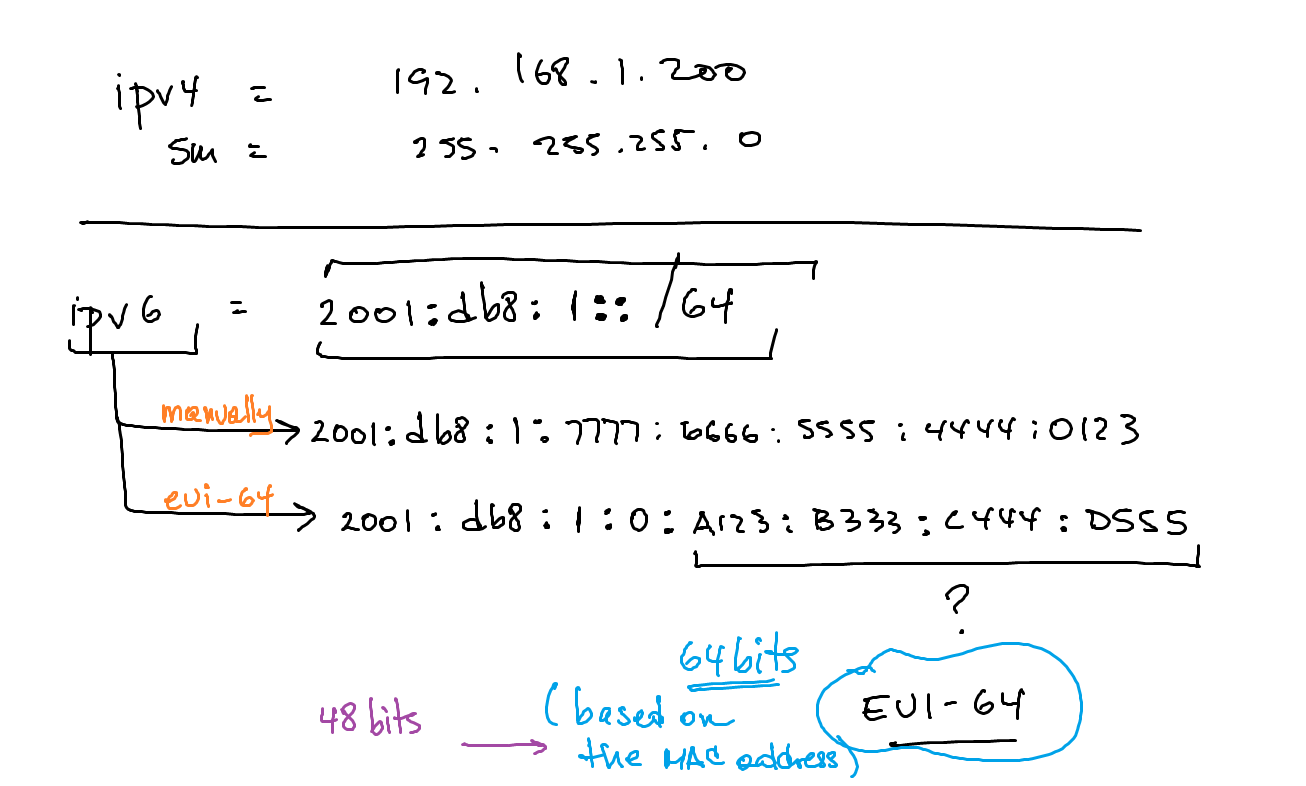 ipv4 = 192.168.1.200
sm = 255.255.255.0
ipv6 = 2001:db8:1::/64
manually 2001:db8:1:7777:6666:5555:4444:0123
eui-64 2001:db8:1:0:A123:B333:C444:D555
?
64 bits
48 bits (based on the MAC address) EUI-64